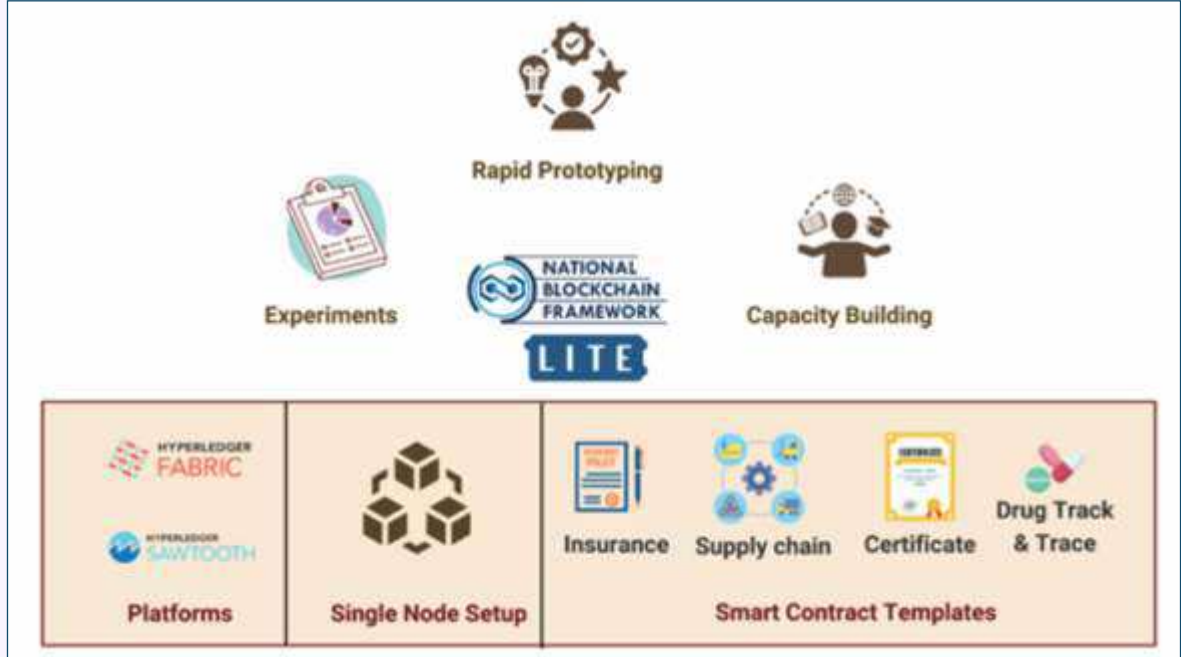 Rapid Prototyping
Experiments
NATIONAL
BLOCKCHAIN
FRAMEWORK
LITE
Capacity Building
HYPERLEDGER
FABRIC
HYPERLEDGER
SAWTOOTH
Platforms
Single Node Setup
Insurance
Supply chain
Certificate
Drug Track
& Trace
Smart Contract Templates